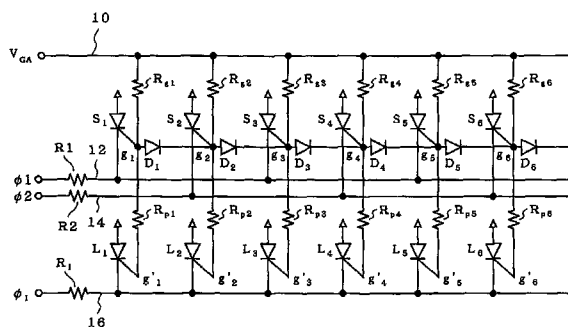 10
V_GA
R_g1 R_g2 R_g3 R_g4 R_g5 R_g6
S_1 S_2 S_3 S_4 S_5 S_6
g_1 D_1 g_2 D_2 g_3 D_3 g_4 D_4 g_5 D_5 g_6 D_6
R1 12
φ1
φ2
R2 14
R_p1 R_p2 R_p3 R_p4 R_p5 R_p6
L_1 L_2 L_3 L_4 L_5 L_6
g'_1 g'_2 g'_3 g'_4 g'_5 g'_6
R_I
φ_I
16